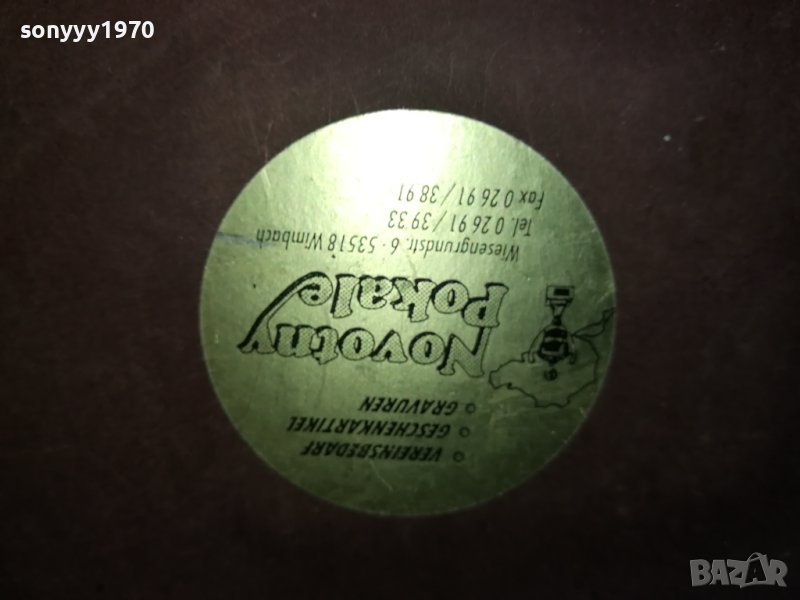 sonyyy1970
VEREINSBEDARF
GESCHENKARTIKEL
GRAVUREN
Novotny
Pokale
Wiesengrundstr. 6 · 53518 Wimbach
Tel. 0 26 91 / 39 33
Fax 0 26 91 / 38 91
BAZAR